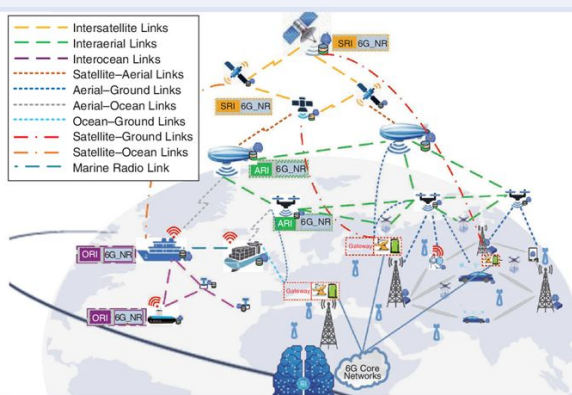 Intersatellite Links
Interaerial Links
Interocean Links
Satellite–Aerial Links
Aerial–Ground Links
Aerial–Ocean Links
Ocean–Ground Links
Satellite–Ground Links
Satellite–Ocean Links
Marine Radio Link
SRI 6G_NR
SRI 6G_NR
ARI 6G_NR
ARI 6G_NR
Gateway
ORI 6G_NR
Gateway
ORI 6G_NR
6G Core
Networks